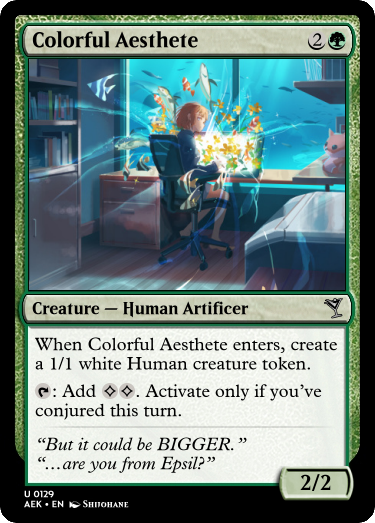 Colorful Aesthete 2
Creature — Human Artificer
When Colorful Aesthete enters, create
a 1/1 white Human creature token.
: Add . Activate only if you’ve
conjured this turn.
“But it could be BIGGER.”
“…are you from Epsil?”
2/2
U 0129
AEK • EN SHIJOHANE